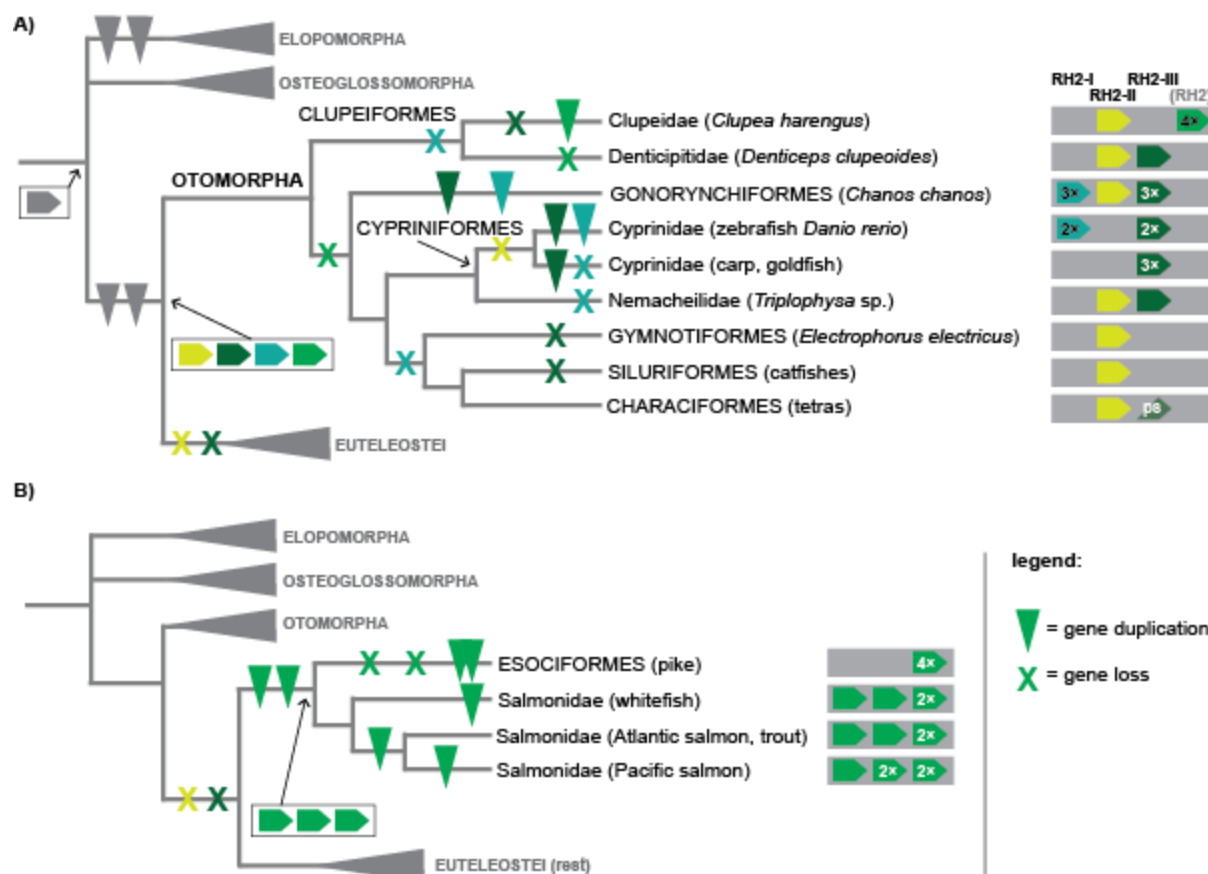 A)
ELOPOMORPHA
OSTEOGLOSSOMORPHA
RH2-I RH2-III
RH2-II (RH2)
CLUPEIFORMES
Clupeidae (Clupea harengus)
4×
OTOMORPHA
Denticipitidae (Denticeps clupeoides)
GONORYNCHIFORMES (Chanos chanos)
3× 3×
CYPRINIFORMES
Cyprinidae (zebrafish Danio rerio)
2× 2×
Cyprinidae (carp, goldfish)
3×
Nemacheilidae (Triplophysa sp.)
GYMNOTIFORMES (Electrophorus electricus)
SILURIFORMES (catfishes)
CHARACIFORMES (tetras)
ps
EUTELEOSTEI
B)
ELOPOMORPHA
OSTEOGLOSSOMORPHA
OTOMORPHA
ESOCIFORMES (pike)
4×
Salmonidae (whitefish)
2×
Salmonidae (Atlantic salmon, trout)
2×
Salmonidae (Pacific salmon)
2× 2×
EUTELEOSTEI (rest)
legend:
= gene duplication
= gene loss